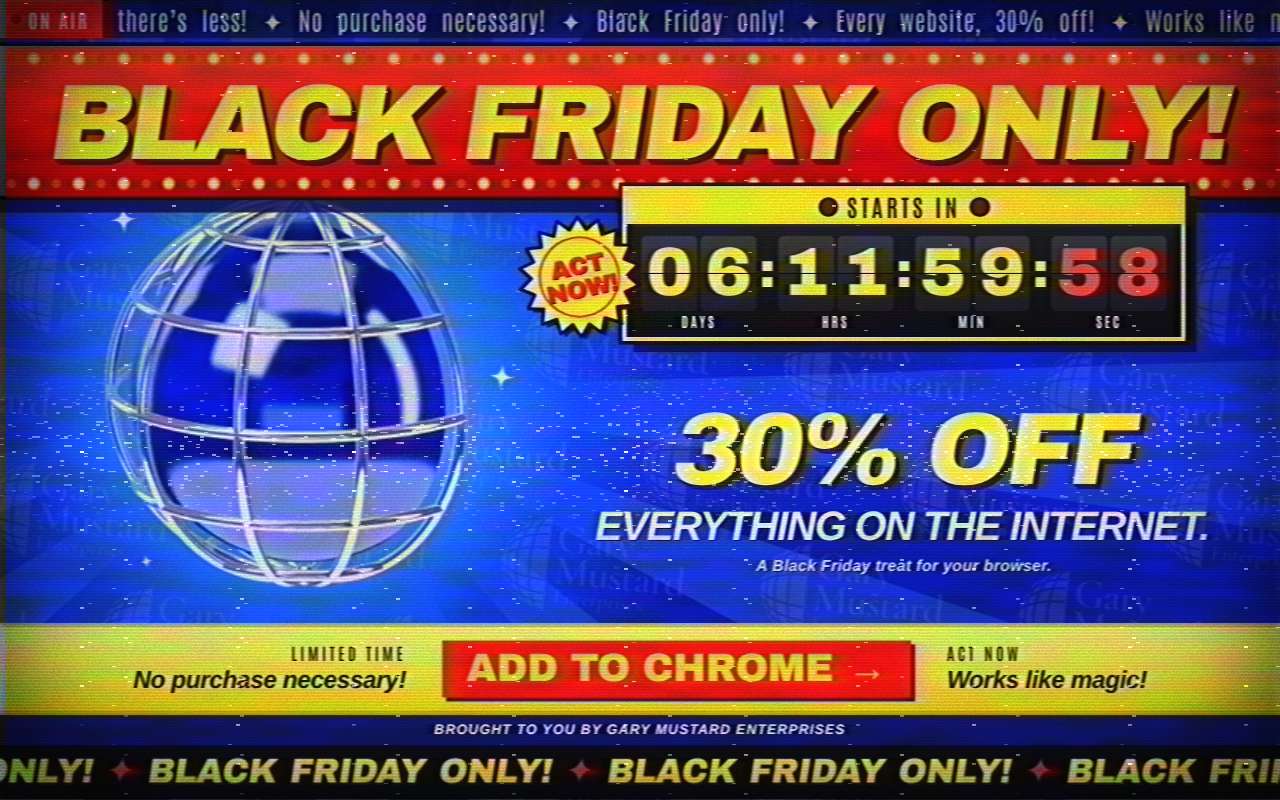 ON AIR there's less! ✦ No purchase necessary! ✦ Black Friday only! ✦ Every website, 30% off! ✦ Works like
BLACK FRIDAY ONLY!
STARTS IN
ACT
NOW!
06:11:59:58
DAYS HRS MIN SEC
30% OFF
EVERYTHING ON THE INTERNET.
A Black Friday treat for your browser.
LIMITED TIME
No purchase necessary!
ADD TO CHROME →
ACT NOW
Works like magic!
BROUGHT TO YOU BY GARY MUSTARD ENTERPRISES
ONLY! ✦ BLACK FRIDAY ONLY! ✦ BLACK FRIDAY ONLY! ✦ BLACK FRI
Gary
Mustard